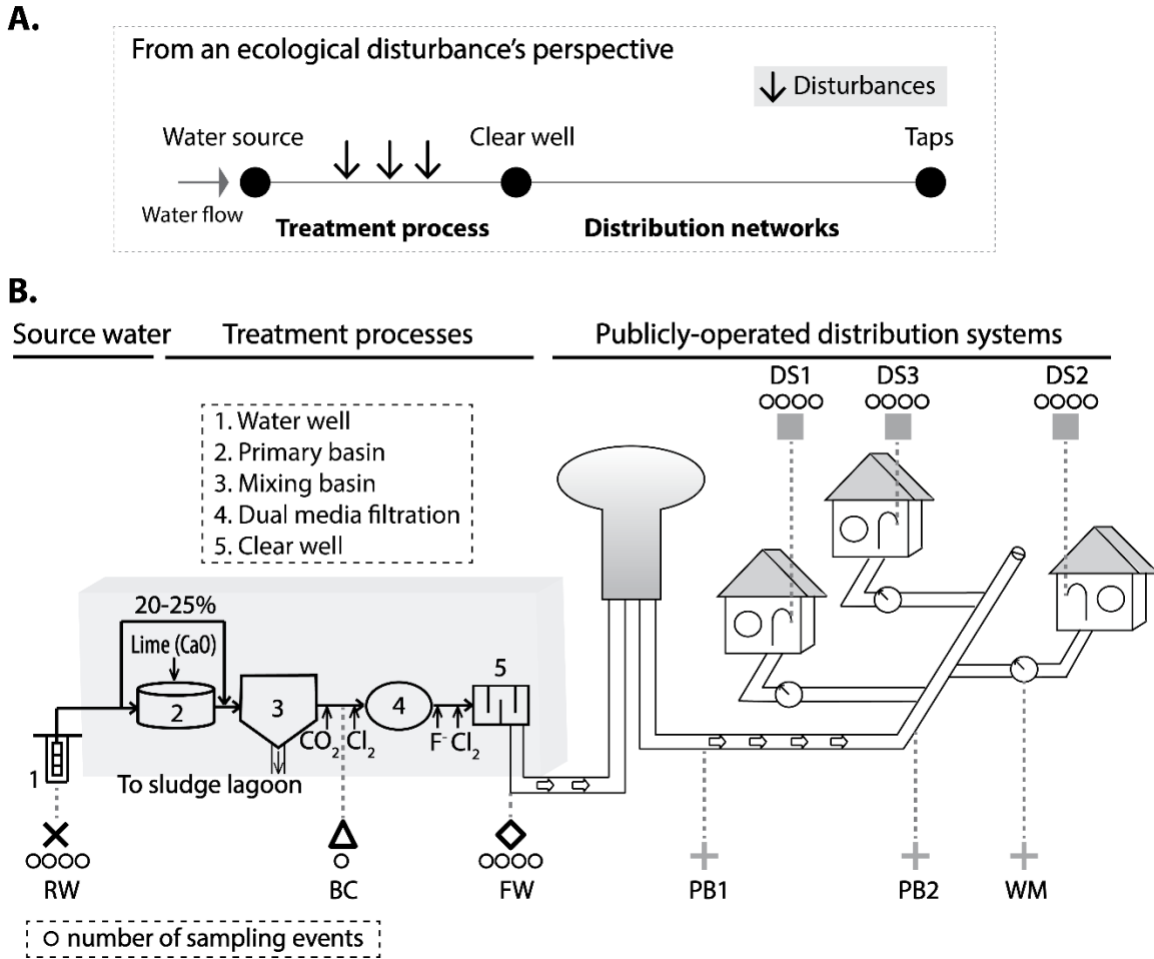 A.
From an ecological disturbance's perspective
↓ Disturbances
Water source
Clear well
Taps
Water flow
Treatment process
Distribution networks
B.
Source water
Treatment processes
Publicly-operated distribution systems
DS1
DS3
DS2
1. Water well
2. Primary basin
3. Mixing basin
4. Dual media filtration
5. Clear well
20-25%
Lime (CaO)
5
2
3
4
CO₂
Cl₂
F⁻
Cl₂
1
To sludge lagoon
RW
BC
FW
PB1
PB2
WM
number of sampling events